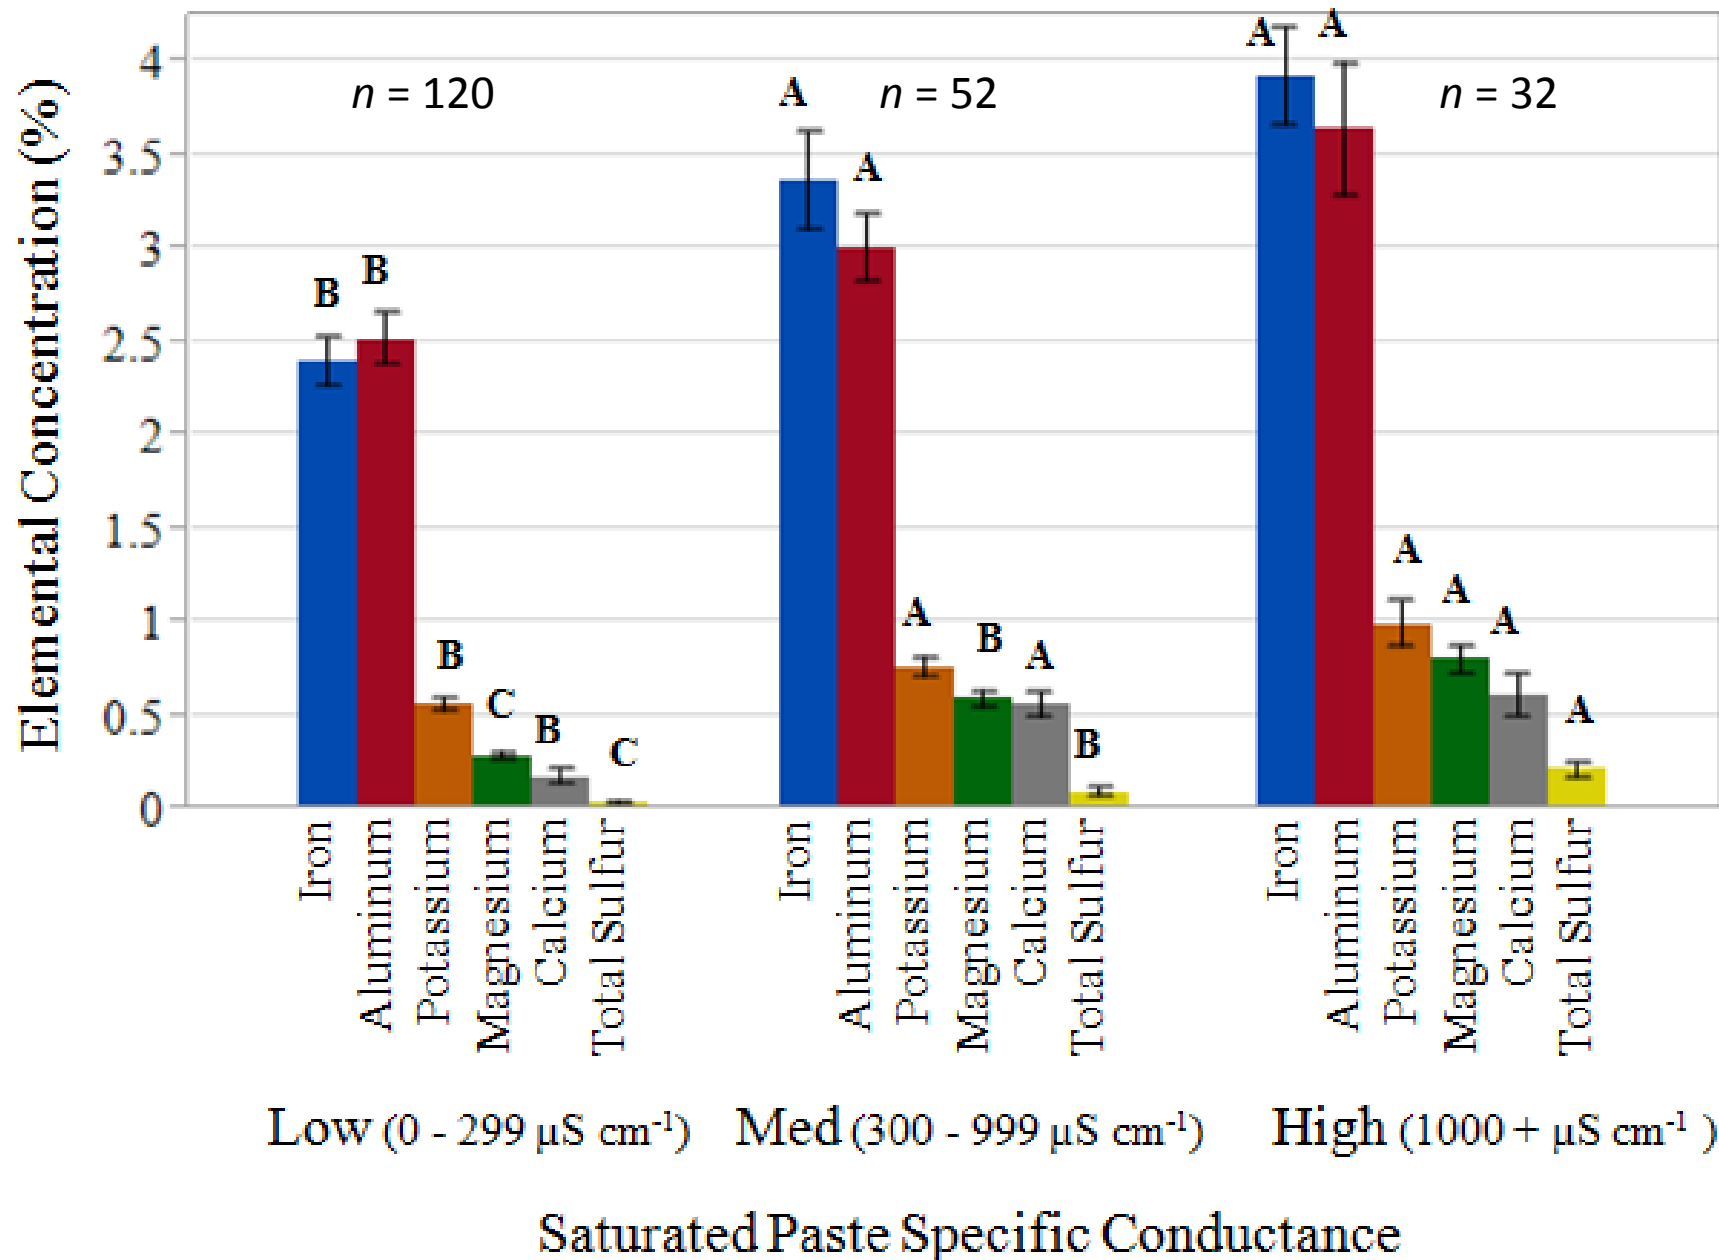 Elemental Concentration (%)
4
3.5
3
2.5
2
1.5
1
0.5
0
n = 120
n = 52
n = 32
B
B
B
C
B
C
A
A
A
B
A
B
A
A
A
A
A
A
Iron
Aluminum
Potassium
Magnesium
Calcium
Total Sulfur
Iron
Aluminum
Potassium
Magnesium
Calcium
Total Sulfur
Iron
Aluminum
Potassium
Magnesium
Calcium
Total Sulfur
Low (0 - 299 µS cm⁻¹)
Med (300 - 999 µS cm⁻¹)
High (1000 + µS cm⁻¹ )
Saturated Paste Specific Conductance